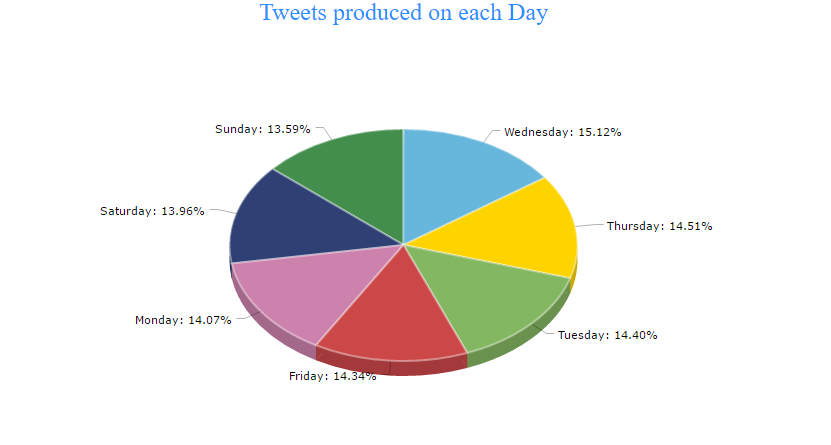 Tweets produced on each Day
Sunday: 13.59%
Wednesday: 15.12%
Saturday: 13.96%
Thursday: 14.51%
Monday: 14.07%
Tuesday: 14.40%
Friday: 14.34%